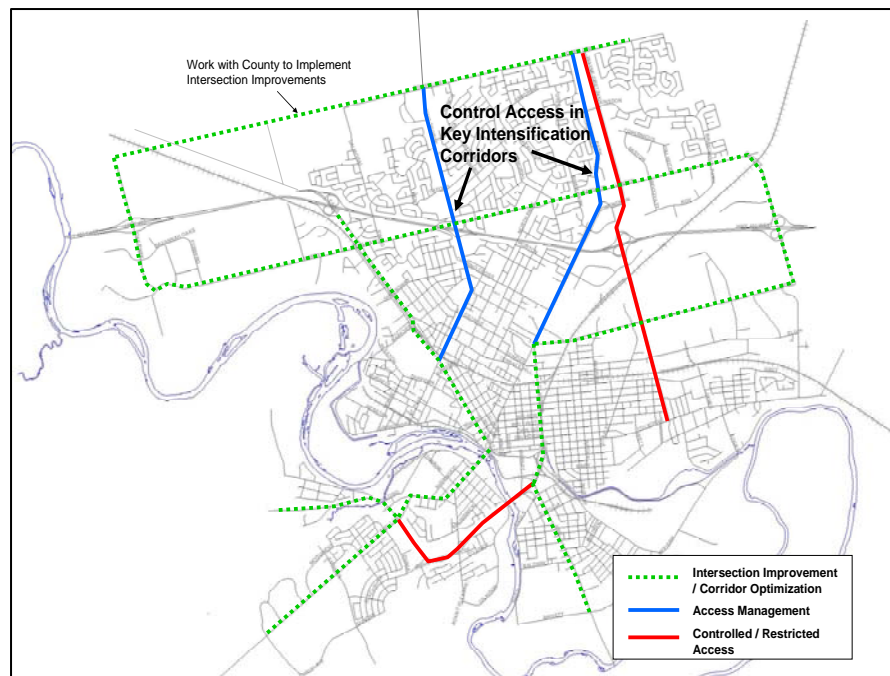 Work with County to Implement
Intersection Improvements
Control Access in
Key Intensification
Corridors
Intersection Improvement
/ Corridor Optimization
Access Management
Controlled / Restricted
Access